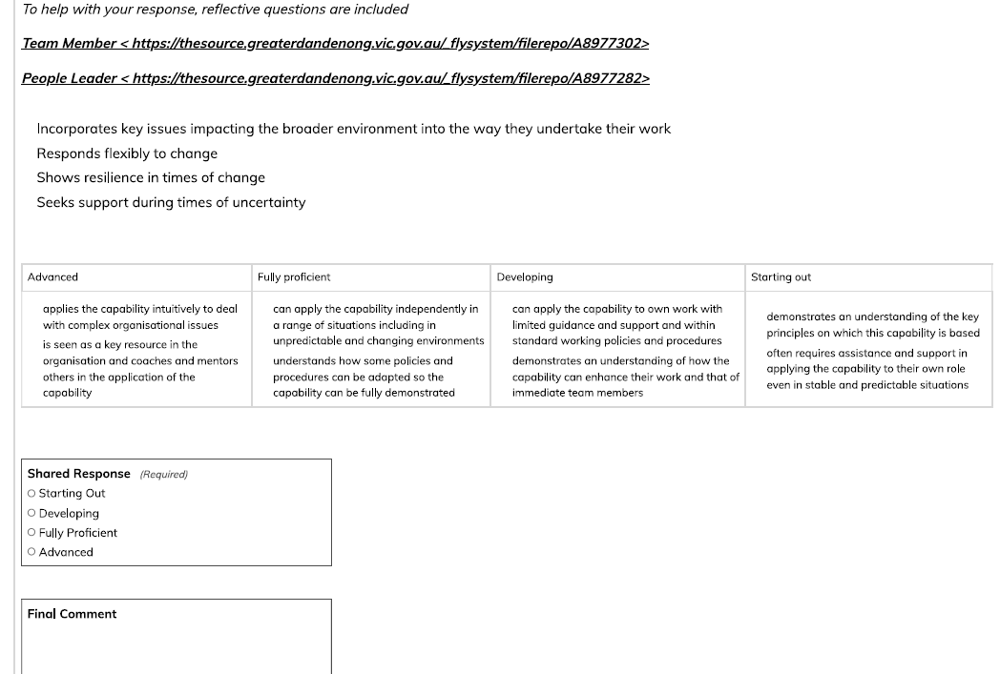 To help with your response, reflective questions are included
Team Member < https://thesource.greaterdandenong.vic.gov.au/_flysystem/filerepo/A8977302>
People Leader < https://thesource.greaterdandenong.vic.gov.au/_flysystem/filerepo/A8977282>
Incorporates key issues impacting the broader environment into the way they undertake their work
Responds flexibly to change
Shows resilience in times of change
Seeks support during times of uncertainty
Advanced
applies the capability intuitively to deal
with complex organisational issues
is seen as a key resource in the
organisation and coaches and mentors
others in the application of the
capability
Fully proficient
can apply the capability independently in
a range of situations including in
unpredictable and changing environments
understands how some policies and
procedures can be adapted so the
capability can be fully demonstrated
Developing
can apply the capability to own work with
limited guidance and support and within
standard working policies and procedures
demonstrates an understanding of how the
capability can enhance their work and that of
immediate team members
Starting out
demonstrates an understanding of the key
principles on which this capability is based
often requires assistance and support in
applying the capability to their own role
even in stable and predictable situations
Shared Response (Required)
Starting Out
Developing
Fully Proficient
Advanced
Final Comment